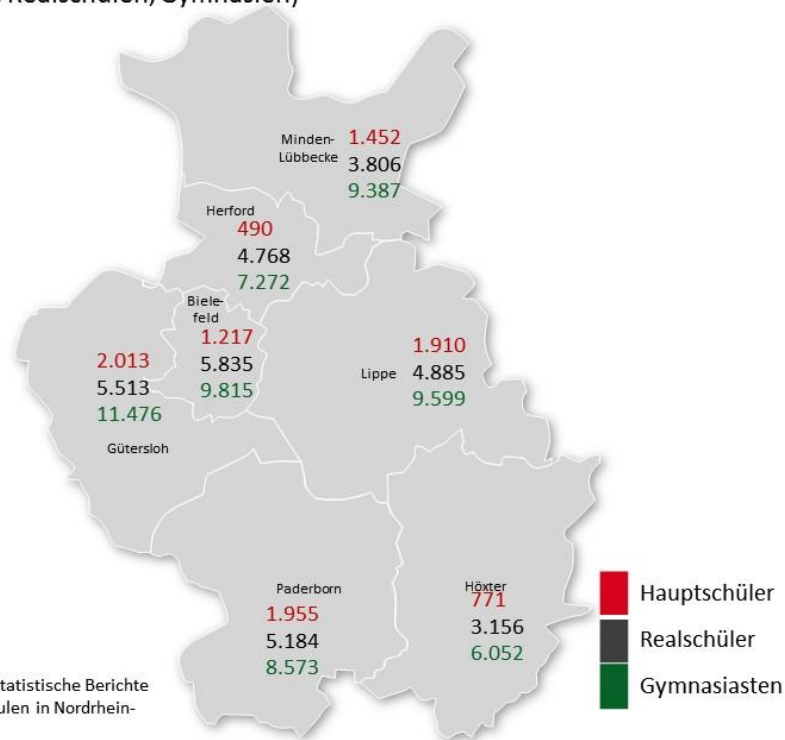 Realschulen, Gymnasien)
Minden-
Lübbecke
1.452
3.806
9.387
Herford
490
4.768
7.272
Biele-
feld
1.217
5.835
9.815
2.013
5.513
11.476
Gütersloh
Lippe
1.910
4.885
9.599
Paderborn
1.955
5.184
8.573
Höxter
771
3.156
6.052
Hauptschüler
Realschüler
Gymnasiasten
tatistische Berichte
ulen in Nordrhein-